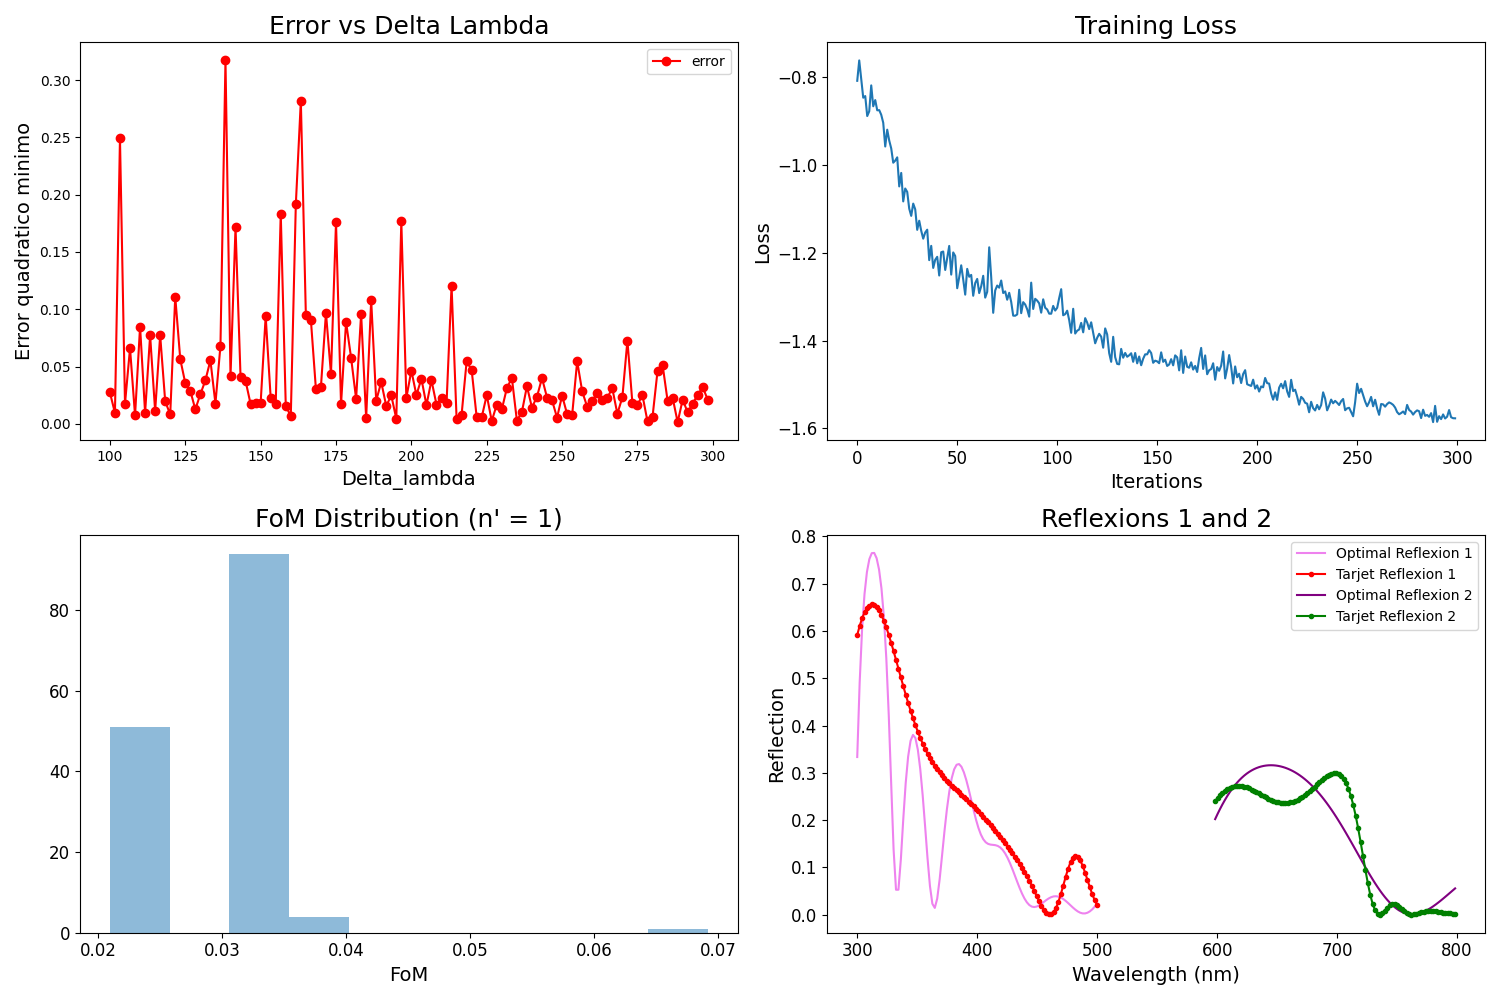 Error vs Delta Lambda
error
0.30
0.25
0.20
0.15
0.10
0.05
0.00
Error quadratico minimo
100 125 150 175 200 225 250 275 300
Delta_lambda
Training Loss
−0.8
−1.0
−1.2
−1.4
−1.6
Loss
0 50 100 150 200 250 300
Iterations
FoM Distribution (n' = 1)
80
60
40
20
0
0.02 0.03 0.04 0.05 0.06 0.07
FoM
Reflexions 1 and 2
Optimal Reflexion 1
Tarjet Reflexion 1
Optimal Reflexion 2
Tarjet Reflexion 2
0.8
0.7
0.6
0.5
0.4
0.3
0.2
0.1
0.0
Reflection
300 400 500 600 700 800
Wavelength (nm)